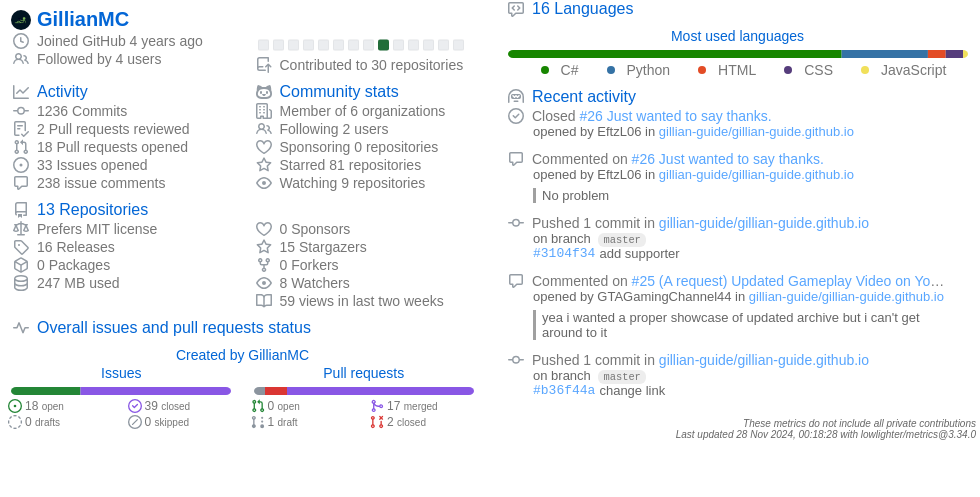 GillianMC
Joined GitHub 4 years ago
Followed by 4 users
Contributed to 30 repositories
Activity
1236 Commits
2 Pull requests reviewed
18 Pull requests opened
33 Issues opened
238 issue comments
Community stats
Member of 6 organizations
Following 2 users
Sponsoring 0 repositories
Starred 81 repositories
Watching 9 repositories
13 Repositories
Prefers MIT license
16 Releases
0 Packages
247 MB used
0 Sponsors
15 Stargazers
0 Forkers
8 Watchers
59 views in last two weeks
Overall issues and pull requests status
Created by GillianMC
Issues
18 open
39 closed
0 drafts
0 skipped
Pull requests
0 open
17 merged
1 draft
2 closed
16 Languages
Most used languages
C# Python HTML CSS JavaScript
Recent activity
Closed #26 Just wanted to say thanks.
opened by EftzL06 in gillian-guide/gillian-guide.github.io
Commented on #26 Just wanted to say thanks.
opened by EftzL06 in gillian-guide/gillian-guide.github.io
No problem
Pushed 1 commit in gillian-guide/gillian-guide.github.io
on branch master
#3104f34 add supporter
Commented on #25 (A request) Updated Gameplay Video on Yo…
opened by GTAGamingChannel44 in gillian-guide/gillian-guide.github.io
yea i wanted a proper showcase of updated archive but i can't get
around to it
Pushed 1 commit in gillian-guide/gillian-guide.github.io
on branch master
#b36f44a change link
These metrics do not include all private contributions
Last updated 28 Nov 2024, 00:18:28 with lowlighter/metrics@3.34.0